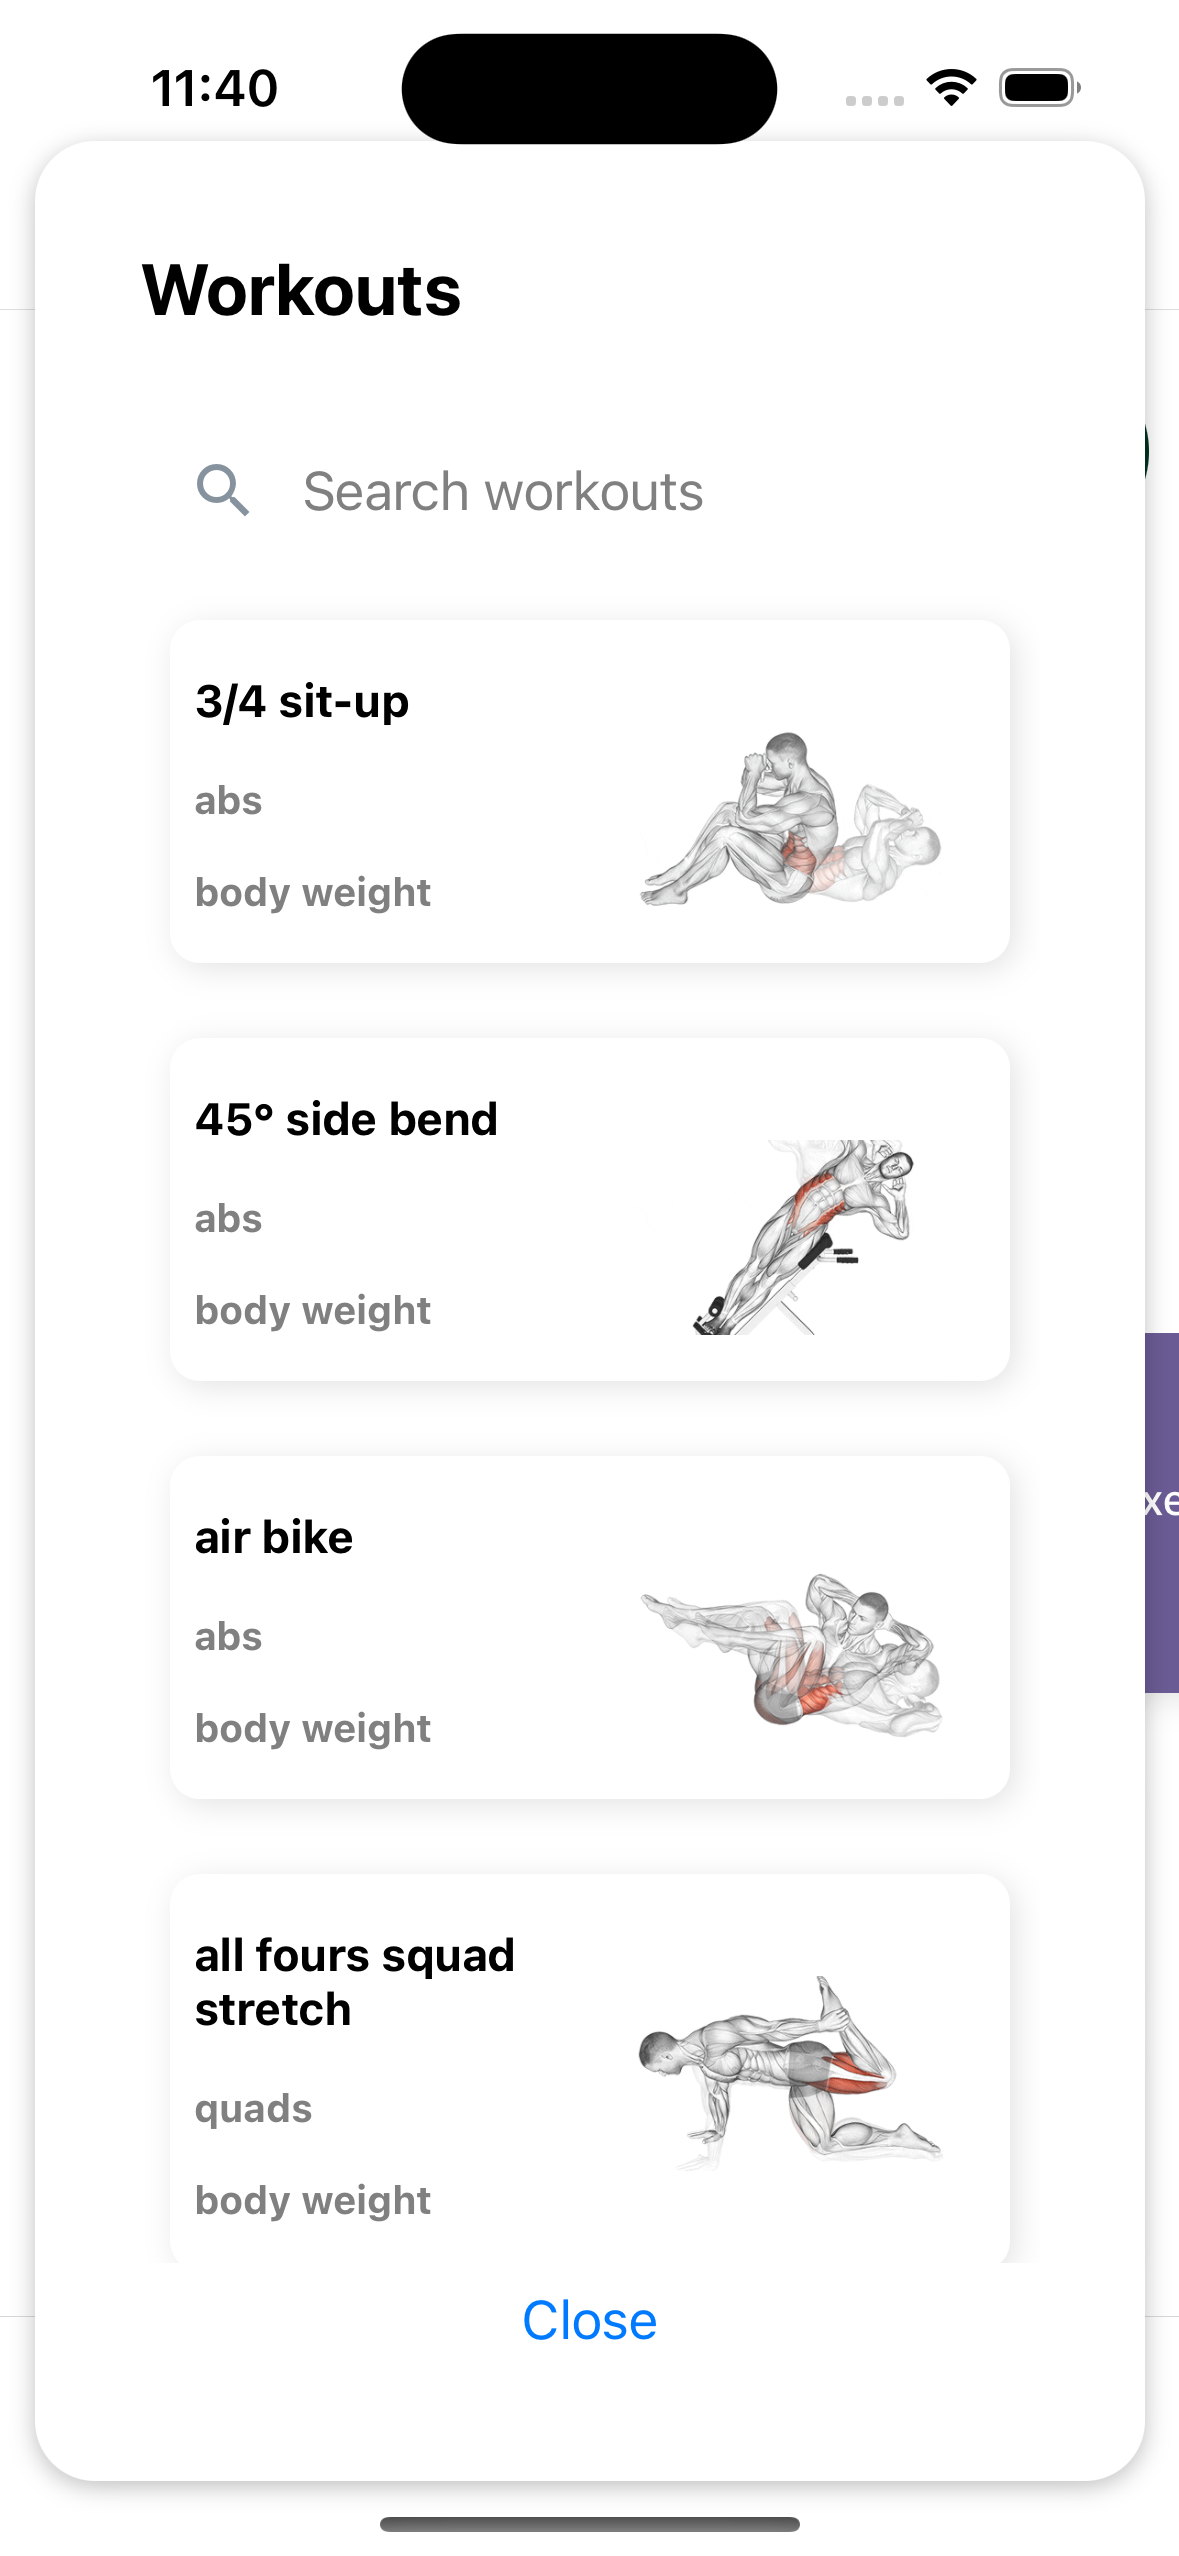 11:40
Workouts
Search workouts
3/4 sit-up
abs
body weight
45° side bend
abs
body weight
air bike
abs
body weight
xe
all fours squad
stretch
quads
body weight
Close